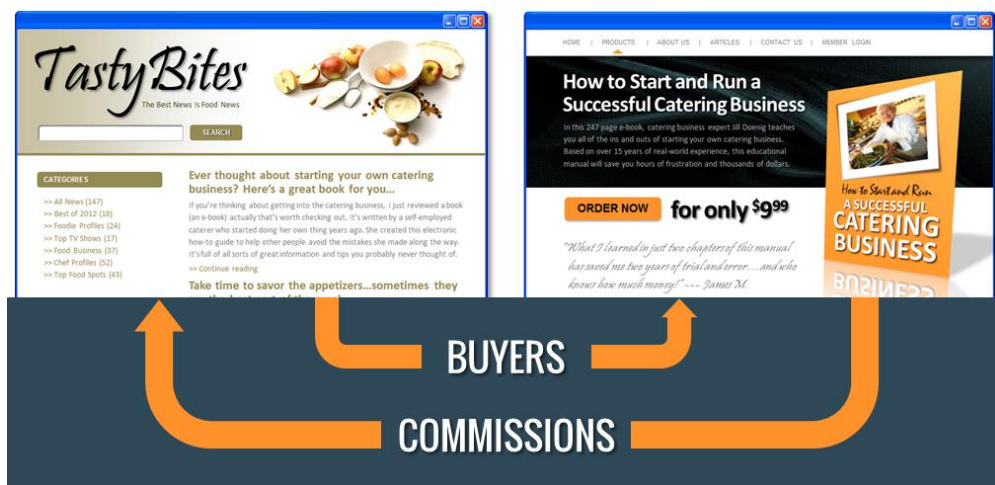 TastyBites
The Best News Is Food News
SEARCH
CATEGORIES
>> All News (147)
>> Best of 2012 (18)
>> Foodie Profiles (24)
>> Top TV Shows (17)
>> Food Business (37)
>> Chef Profiles (52)
>> Top Food Spots (43)
Ever thought about starting your own catering
business? Here's a great book for you...
If you're thinking about getting into the catering business, I just reviewed a book
(an e-book) actually that's worth checking out. It's written by a self-employed
caterer who started doing her own thing years ago. She created this electronic
how-to guide to help other people avoid the mistakes she made along the way.
It's full of all sorts of great information and tips you probably never thought of.
>> Continue reading
Take time to savor the appetizers...sometimes they
HOME | PRODUCTS | ABOUT US | ARTICLES | CONTACT US | MEMBER LOGIN
How to Start and Run a
Successful Catering Business
In this 247 page e-book, catering business expert Jill Doenig teaches
you all of the ins and outs of starting your own catering business.
Based on over 15 years of real-world experience, this educational
manual will save you hours of frustration and thousands of dollars.
ORDER NOW for only $9.99
"What I learned in just two chapters of this manual
has saved me two years of trial and error....and who
knows how much money!" --- James M.
How to Start and Run
A SUCCESSFUL
CATERING
BUSINESS
BUSINESS
BUYERS
COMMISSIONS